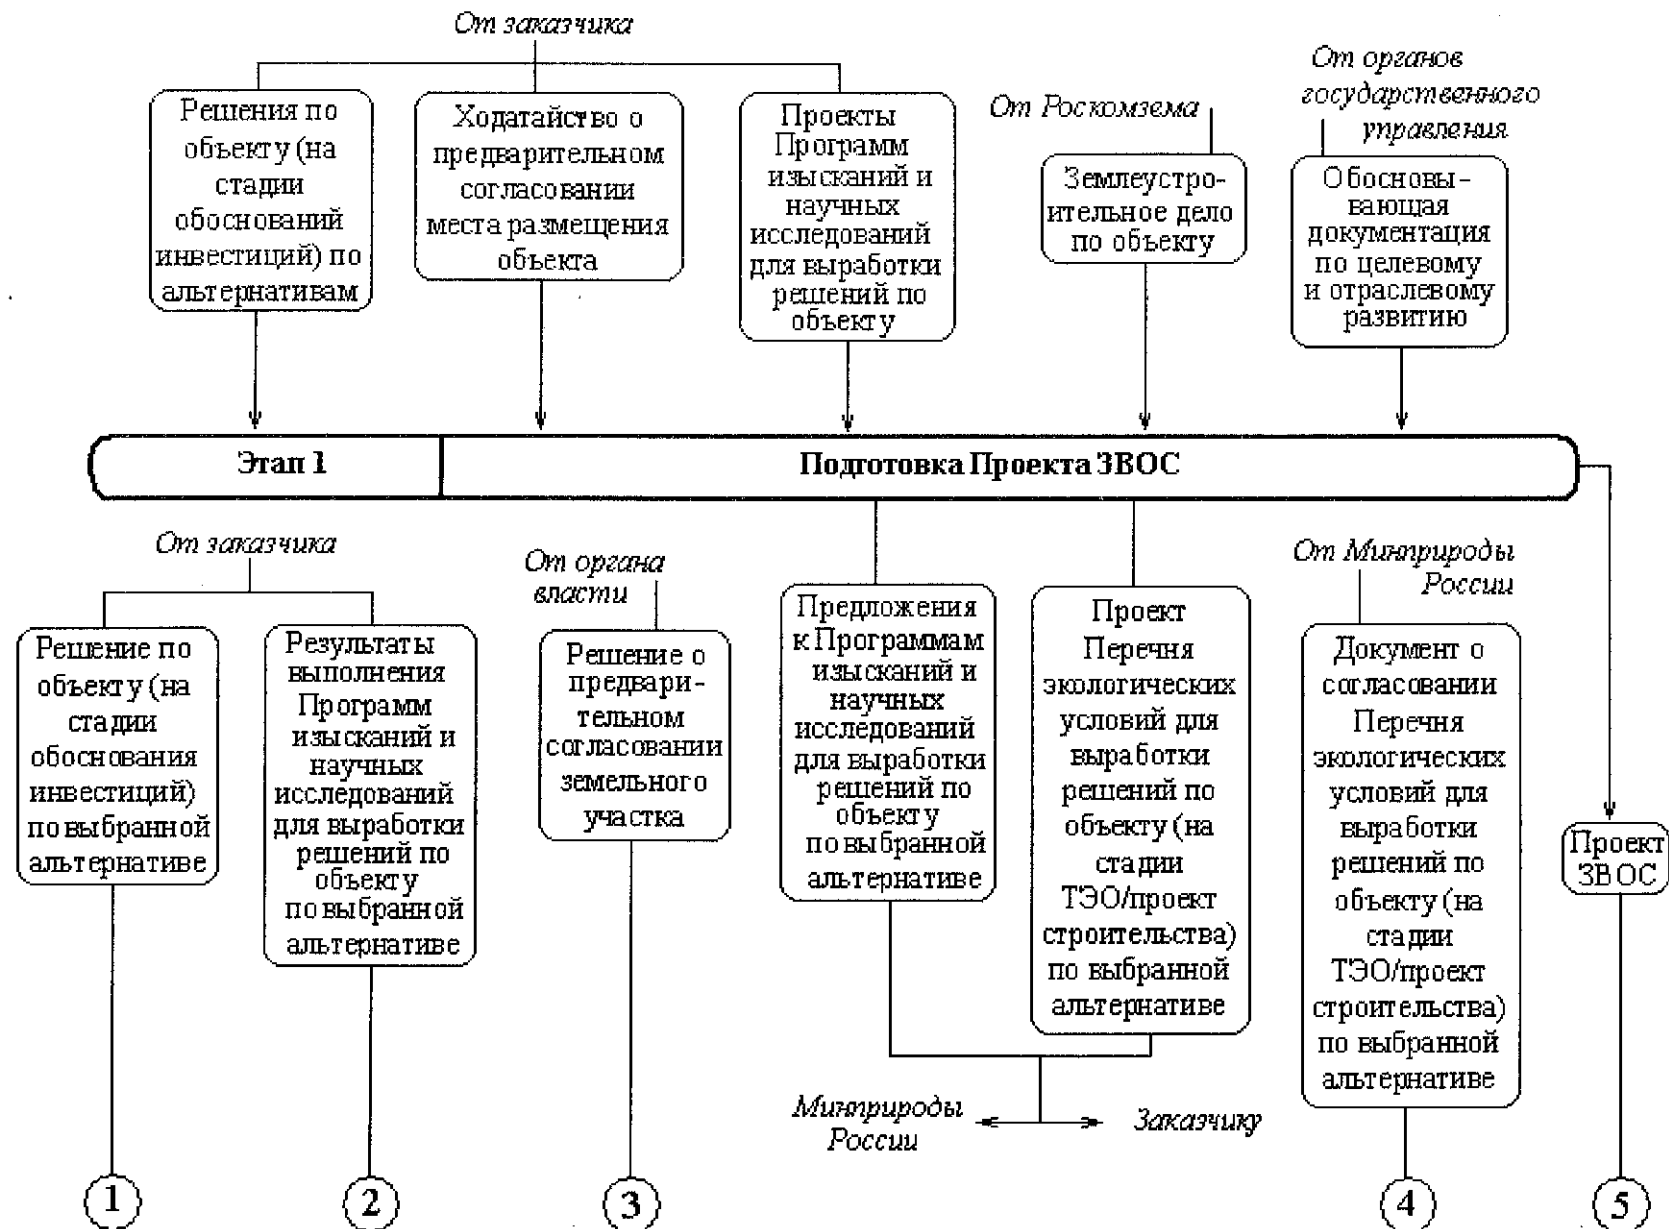 От заказчика
Решения по
объекту (на
стадии
обоснований
инвестиций) по
альтернативам
Ходатайство о
предварительном
согласовании
места размещения
объекта
Проекты
Программ
изысканий и
научных
исследований
для выработки
решений по
объекту
От Роскомзема
Землеустро-
ительное дело
по объекту
От органов
государственного
управления
Обосновы-
вающая
документация
по целевому
и отраслевому
развитию
Этап 1
Подготовка Проекта ЗВОС
От заказчика
Решение по
объекту (на
стадии
обоснования
инвестиций)
по выбранной
альтернативе
Результаты
выполнения
Программ
изысканий и
научных
исследований
для выработки
решений по
объекту
по выбранной
альтернативе
От органа
власти
Решение о
предвари-
тельном
согласовании
земельного
участка
Предложения
к Программам
изысканий и
научных
исследований
для выработки
решений по
объекту
по выбранной
альтернативе
Проект
Перечня
экологических
условий для
выработки
решений по
объекту (на
стадии
ТЭО/проект
строительства)
по выбранной
альтернативе
Минприроды
России
Заказчику
От Минприроды
России
Документ о
согласовании
Перечня
экологических
условий для
выработки
решений по
объекту (на
стадии
ТЭО/проект
строительства)
по выбранной
альтернативе
Проект
ЗВОС
1
2
3
4
5